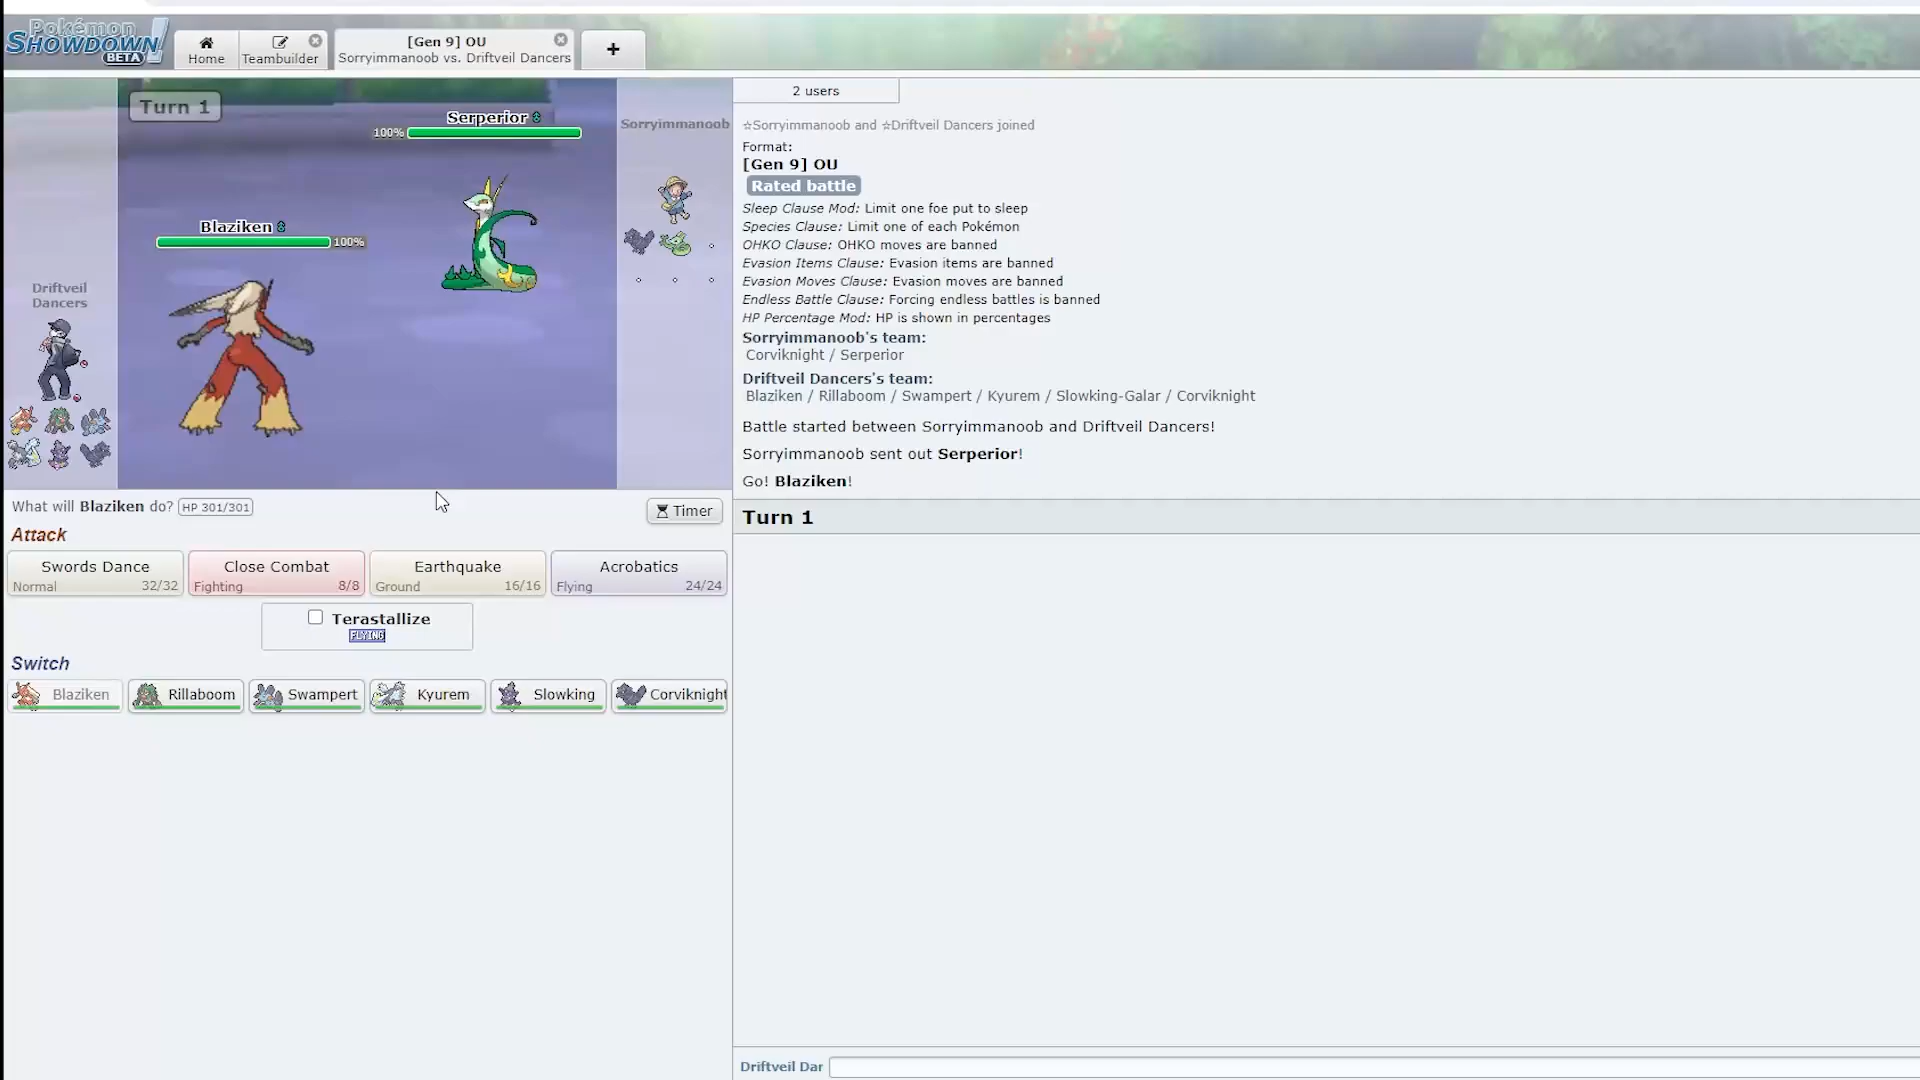 Pokémon
SHOWDOWN!
BETA
Home
Teambuilder
[Gen 9] OU
Sorryimmanoob vs. Driftveil Dancers
+
Turn 1
Serperior
100%
Blaziken
100%
Sorryimmanoob
Driftveil
Dancers
What will Blaziken do? HP 301/301
Timer
Attack
Swords Dance
Normal 32/32
Close Combat
Fighting 8/8
Earthquake
Ground 16/16
Acrobatics
Flying 24/24
Terastallize
FLYING
Switch
Blaziken
Rillaboom
Swampert
Kyurem
Slowking
Corviknight
2 users
☆Sorryimmanoob and ☆Driftveil Dancers joined
Format:
[Gen 9] OU
Rated battle
Sleep Clause Mod: Limit one foe put to sleep
Species Clause: Limit one of each Pokémon
OHKO Clause: OHKO moves are banned
Evasion Items Clause: Evasion items are banned
Evasion Moves Clause: Evasion moves are banned
Endless Battle Clause: Forcing endless battles is banned
HP Percentage Mod: HP is shown in percentages
Sorryimmanoob's team:
Corviknight / Serperior
Driftveil Dancers's team:
Blaziken / Rillaboom / Swampert / Kyurem / Slowking-Galar / Corviknight
Battle started between Sorryimmanoob and Driftveil Dancers!
Sorryimmanoob sent out Serperior!
Go! Blaziken!
Turn 1
Driftveil Dar